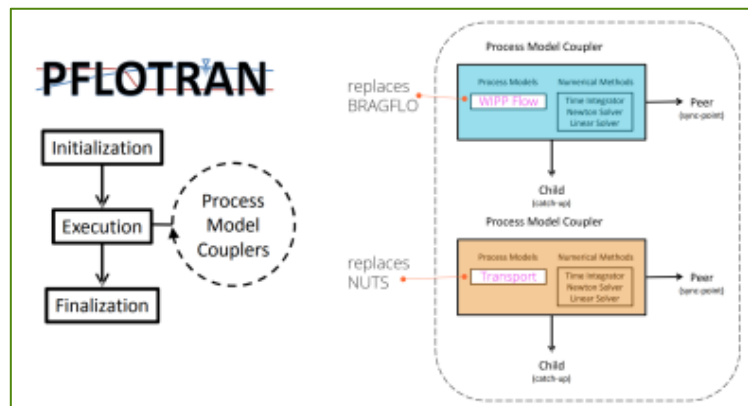 PFLOTRAN
Initialization
Execution
Finalization
Process
Model
Couplers
replaces
BRAGFLO
replaces
NUTS
Process Model Coupler
Process Models
WIPP Flow
Numerical Methods
Time Integrator
Newton Solver
Linear Solver
Peer
(sync-point)
Child
(catch-up)
Process Model Coupler
Process Models
Transport
Numerical Methods
Time Integrator
Newton Solver
Linear Solver
Peer
(sync-point)
Child
(catch-up)